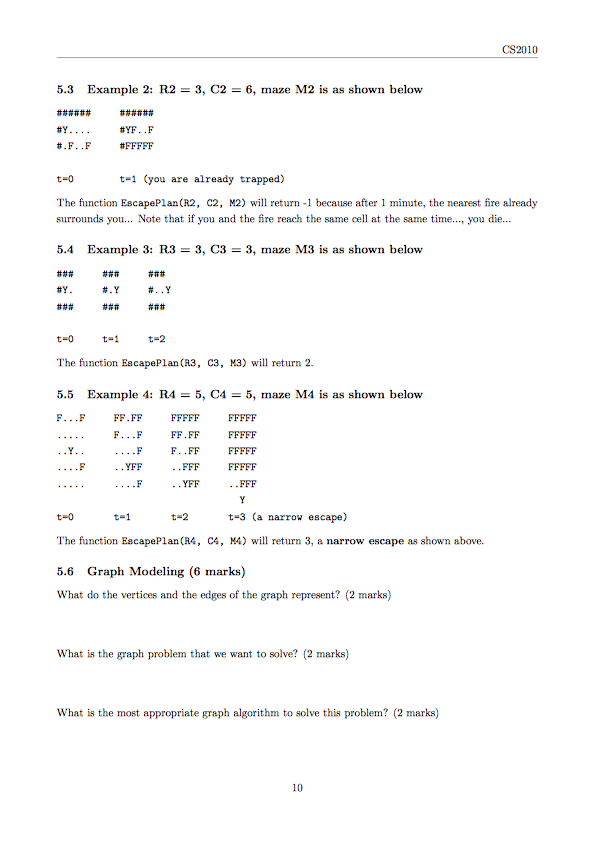 CS2010
5.3 Example 2: R2 = 3, C2 = 6, maze M2 is as shown below
###### ######
#Y.... #YF..F
#.F..F #FFFFF
t=0 t=1 (you are already trapped)
The function EscapePlan(R2, C2, M2) will return -1 because after 1 minute, the nearest fire already
surrounds you... Note that if you and the fire reach the same cell at the same time..., you die...
5.4 Example 3: R3 = 3, C3 = 3, maze M3 is as shown below
### ### ###
#Y. #.Y #..Y
### ### ###
t=0 t=1 t=2
The function EscapePlan(R3, C3, M3) will return 2.
5.5 Example 4: R4 = 5, C4 = 5, maze M4 is as shown below
F...F FF.FF FFFFF FFFFF
..... F...F FF.FF FFFFF
..Y.. ....F F..FF FFFFF
....F ..YFF ..FFF FFFFF
..... ....F ..YFF ..FFF
Y
t=0 t=1 t=2 t=3 (a narrow escape)
The function EscapePlan(R4, C4, M4) will return 3, a narrow escape as shown above.
5.6 Graph Modeling (6 marks)
What do the vertices and the edges of the graph represent? (2 marks)
What is the graph problem that we want to solve? (2 marks)
What is the most appropriate graph algorithm to solve this problem? (2 marks)
10